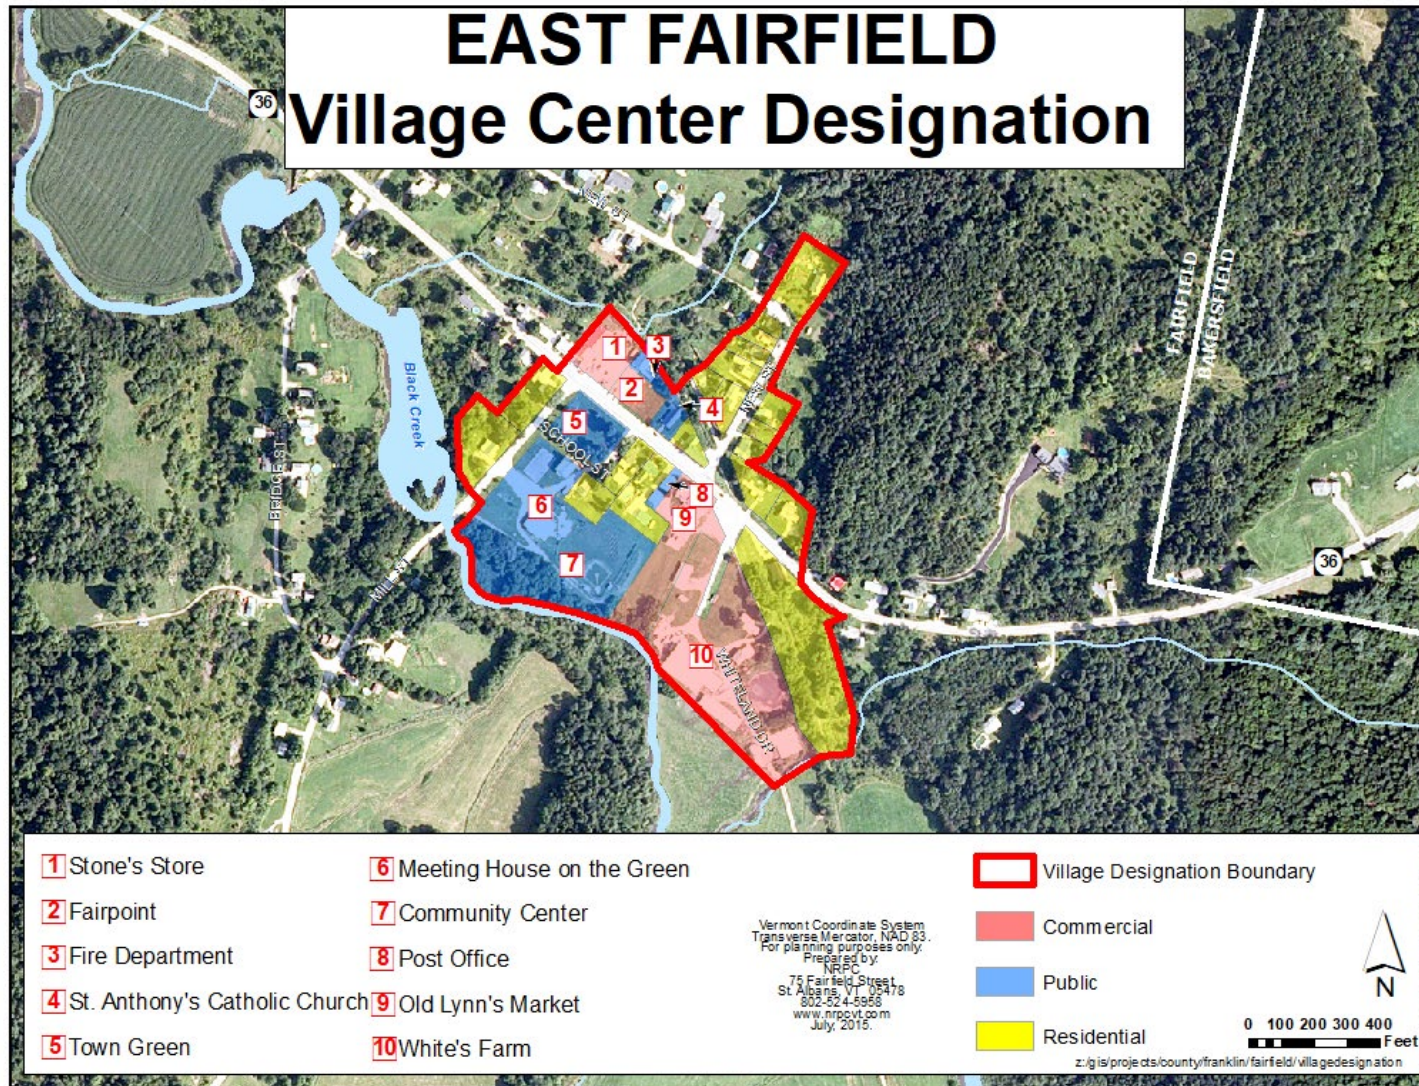 EAST FAIRFIELD
Village Center Designation
36
NEW ST
FAIRFIELD
BAKERSFIELD
Black Creek
BRIDGE ST
MILL ST
SCHOOL ST
NEW ST
WHITELAND DR
36
1
2
3
4
5
6
7
8
9
10
1 Stone's Store
2 Fairpoint
3 Fire Department
4 St. Anthony's Catholic Church
5 Town Green
6 Meeting House on the Green
7 Community Center
8 Post Office
9 Old Lynn's Market
10 White's Farm
Vermont Coordinate System
Transverse Mercator, NAD 83.
For planning purposes only.
Prepared by:
NRPC
75 Fairfield Street
St. Albans, VT 05478
802-524-5958
www.nrpcvt.com
July, 2015.
Village Designation Boundary
Commercial
Public
Residential
N
0 100 200 300 400
Feet
z:/gis/projects/county/franklin/fairfield/villagedesignation